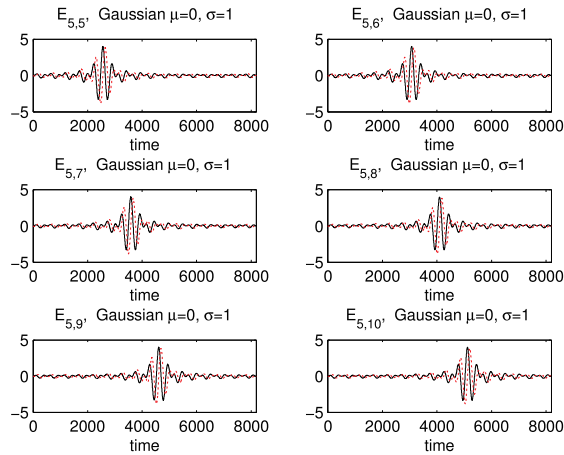 E5,5, Gaussian μ=0, σ=1
E5,6, Gaussian μ=0, σ=1
5
0
−5
0 2000 4000 6000 8000
time
5
0
−5
0 2000 4000 6000 8000
time
E5,7, Gaussian μ=0, σ=1
E5,8, Gaussian μ=0, σ=1
5
0
−5
0 2000 4000 6000 8000
time
5
0
−5
0 2000 4000 6000 8000
time
E5,9, Gaussian μ=0, σ=1
E5,10, Gaussian μ=0, σ=1
5
0
−5
0 2000 4000 6000 8000
time
5
0
−5
0 2000 4000 6000 8000
time